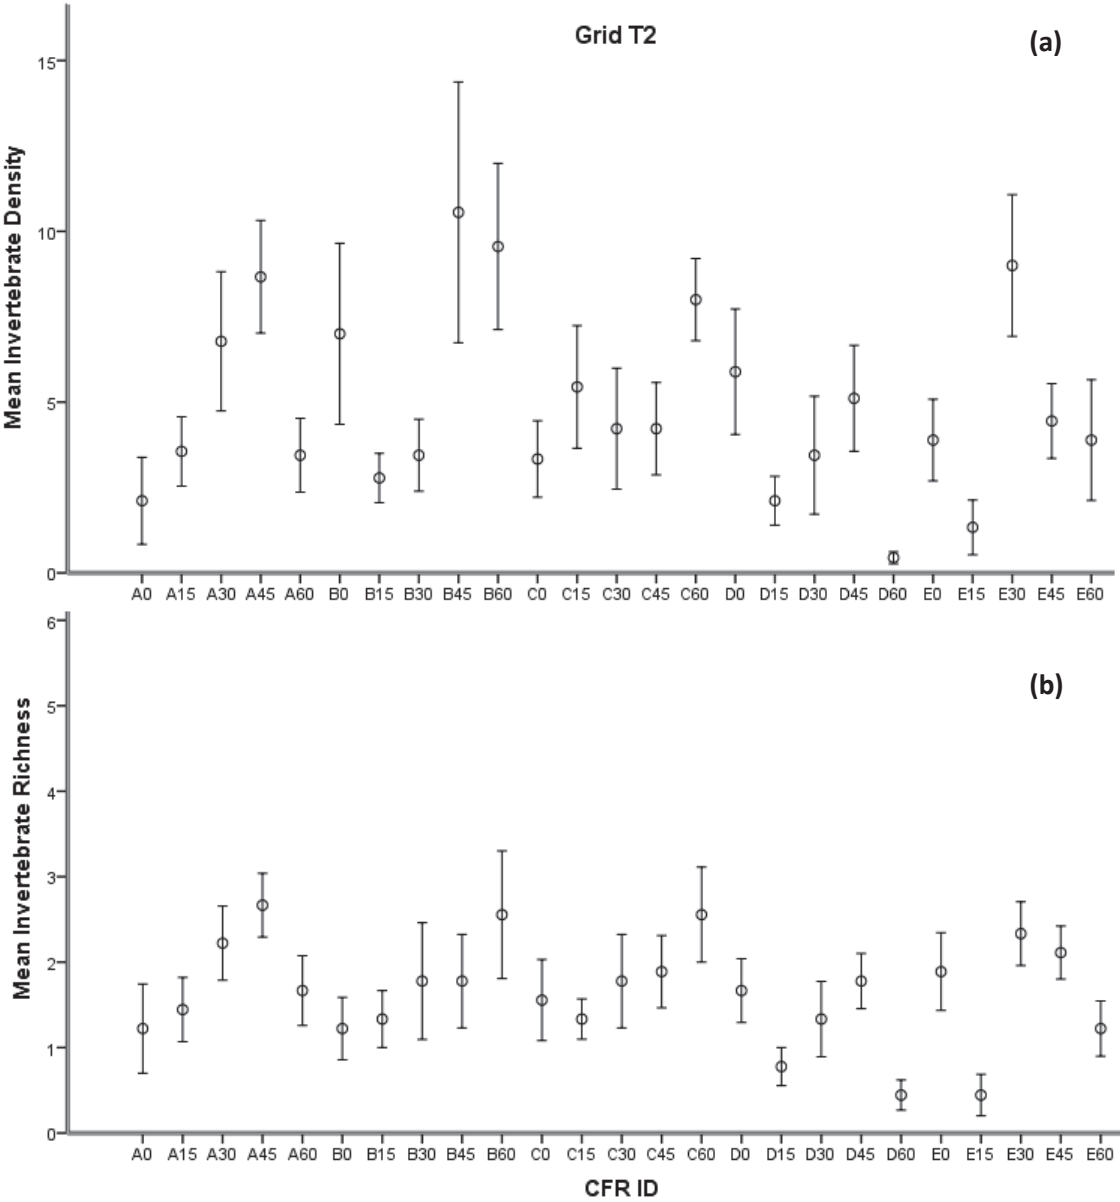 Grid T2
(a)
Mean Invertebrate Density
15
10
5
0
A0 A15 A30 A45 A60 B0 B15 B30 B45 B60 C0 C15 C30 C45 C60 D0 D15 D30 D45 D60 E0 E15 E30 E45 E60
(b)
Mean Invertebrate Richness
6
5
4
3
2
1
0
A0 A15 A30 A45 A60 B0 B15 B30 B45 B60 C0 C15 C30 C45 C60 D0 D15 D30 D45 D60 E0 E15 E30 E45 E60
CFR ID